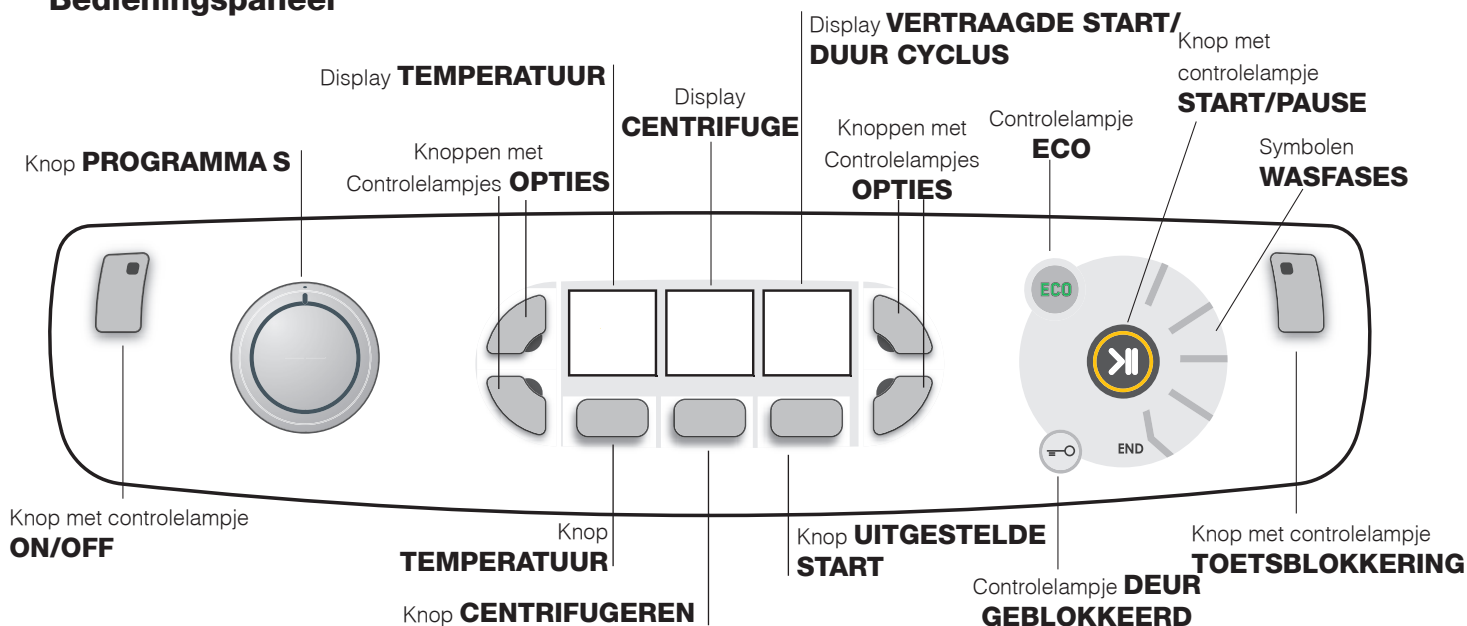 Bedieningspaneel
Display VERTRAAGDE START/
DUUR CYCLUS
Knop met
controlelampje
START/PAUSE
Display TEMPERATUUR
Display
CENTRIFUGE
Knoppen met
Controlelampjes
OPTIES
Controlelampje
ECO
Symbolen
WASFASES
Knop PROGRAMMA S
Knoppen met
Controlelampjes OPTIES
ECO
END
Knop met controlelampje
ON/OFF
Knop
TEMPERATUUR
Knop UITGESTELDE
START
Knop met controlelampje
TOETSBLOKKERING
Controlelampje DEUR
GEBLOKKEERD
Knop CENTRIFUGEREN